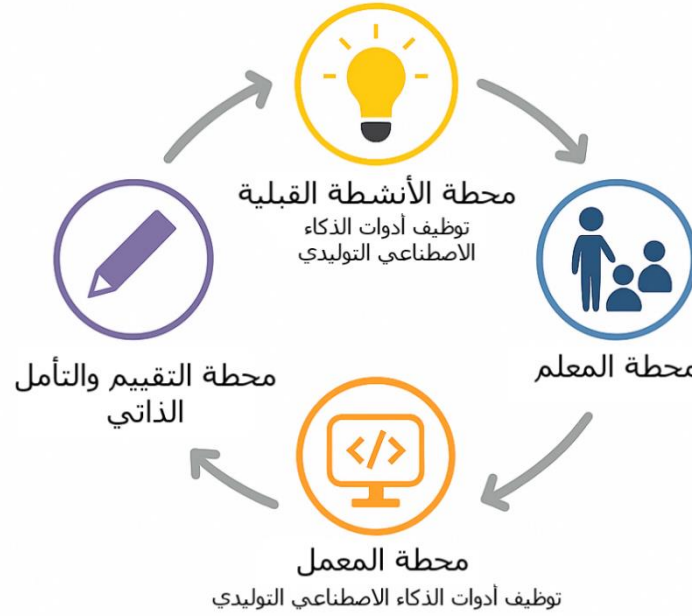 محطة الأنشطة القبلية
توظيف أدوات الذكاء
الاصطناعي التوليدي
محطة المعلم
</>
محطة المعمل
توظيف أدوات الذكاء الاصطناعي التوليدي
محطة التقييم والتأمل
الذاتي